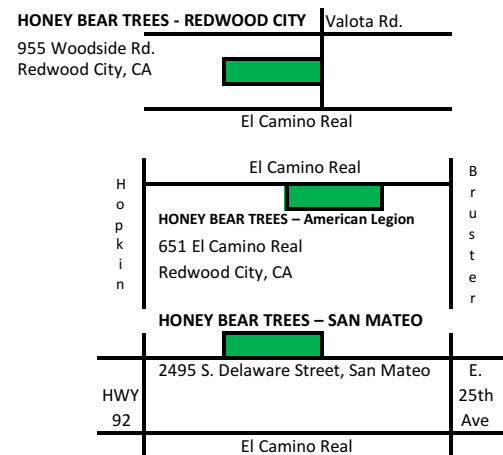 HONEY BEAR TREES - REDWOOD CITY
Valota Rd.
955 Woodside Rd.
Redwood City, CA
El Camino Real
El Camino Real
Hopkin
Bruster
HONEY BEAR TREES – American Legion
651 El Camino Real
Redwood City, CA
HONEY BEAR TREES – SAN MATEO
2495 S. Delaware Street, San Mateo
HWY
92
E.
25th
Ave
El Camino Real